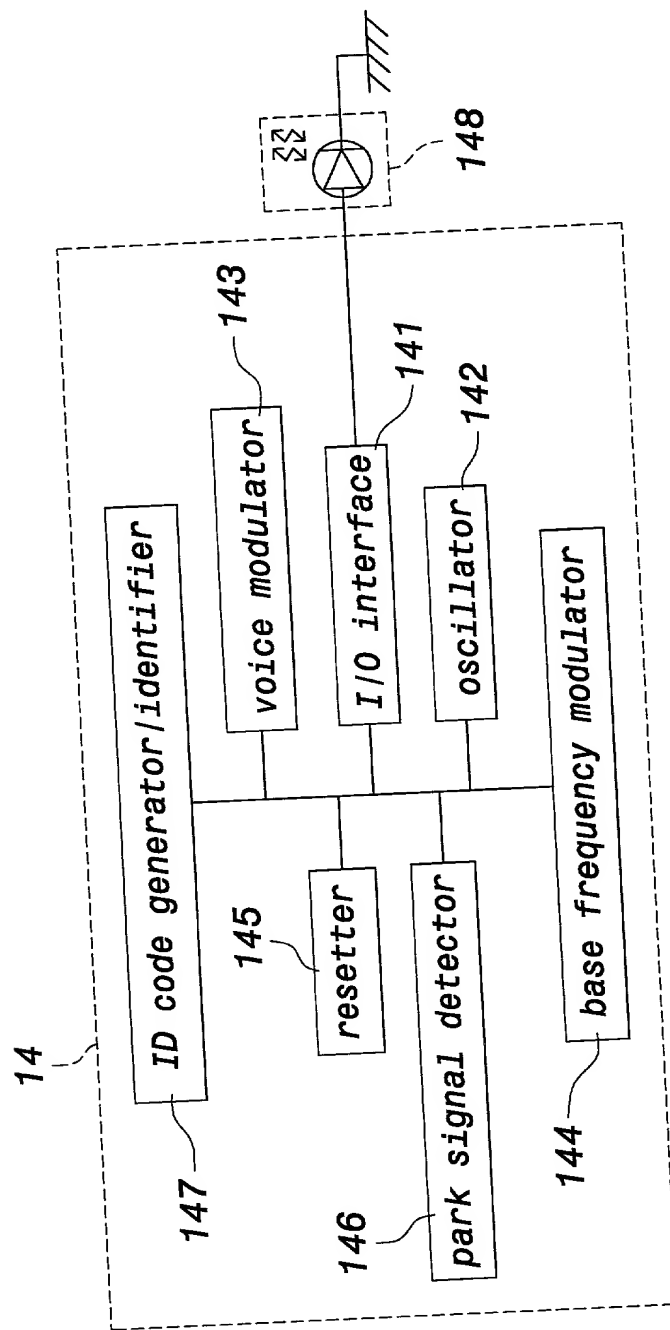 14
147
ID code generator/identifier
143
voice modulator
145
resetter
141
I/O interface
148
146
park signal detector
142
oscillator
144
base frequency modulator